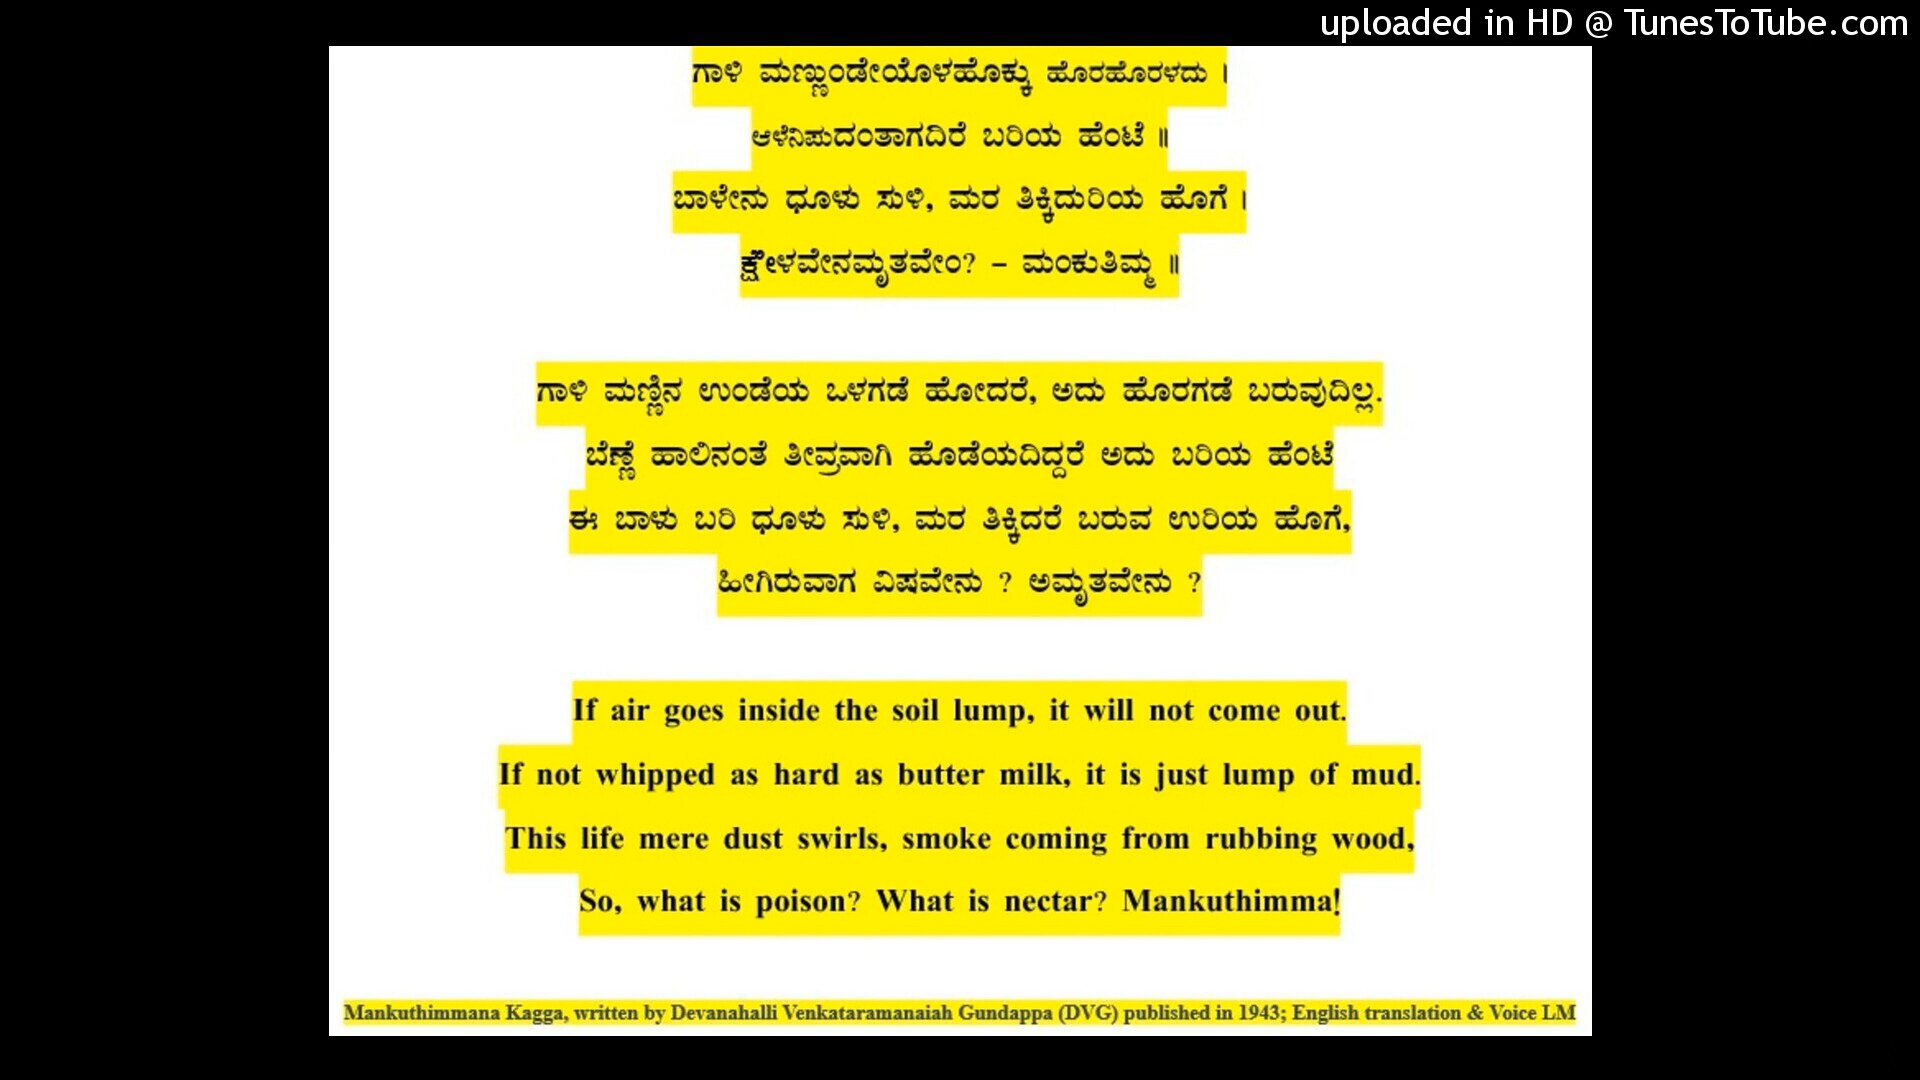 uploaded in HD @ TunesToTube.com
ಗಾಳಿ ಮಣ್ಣುಂಡೇಯೊಳಹೊಕ್ಕು ಹೊರಹೊರಳದು ।
ಆಳೆನಿಪುದಂತಾಗದಿರೆ ಬರಿಯ ಹೆಂಟೆ ॥
ಬಾಳೇನು ಧೂಳು ಸುಳಿ, ಮರ ತಿಕ್ಕಿದುರಿಯ ಹೊಗೆ ।
ಕ್ಷ್ವೇಳವೇನಮೃತವೇಂ? – ಮಂಕುತಿಮ್ಮ ॥
ಗಾಳಿ ಮಣ್ಣಿನ ಉಂಡೆಯ ಒಳಗಡೆ ಹೋದರೆ, ಅದು ಹೊರಗಡೆ ಬರುವುದಿಲ್ಲ.
ಬೆಣ್ಣೆ ಹಾಲಿನಂತೆ ತೀವ್ರವಾಗಿ ಹೊಡೆಯದಿದ್ದರೆ ಅದು ಬರಿಯ ಹೆಂಟೆ
ಈ ಬಾಳು ಬರಿ ಧೂಳು ಸುಳಿ, ಮರ ತಿಕ್ಕಿದರೆ ಬರುವ ಉರಿಯ ಹೊಗೆ,
ಹೀಗಿರುವಾಗ ವಿಷವೇನು ? ಅಮೃತವೇನು ?
If air goes inside the soil lump, it will not come out.
If not whipped as hard as butter milk, it is just lump of mud.
This life mere dust swirls, smoke coming from rubbing wood,
So, what is poison? What is nectar? Mankuthimma!
Mankuthimmana Kagga, written by Devanahalli Venkataramanaiah Gundappa (DVG) published in 1943; English translation & Voice LM